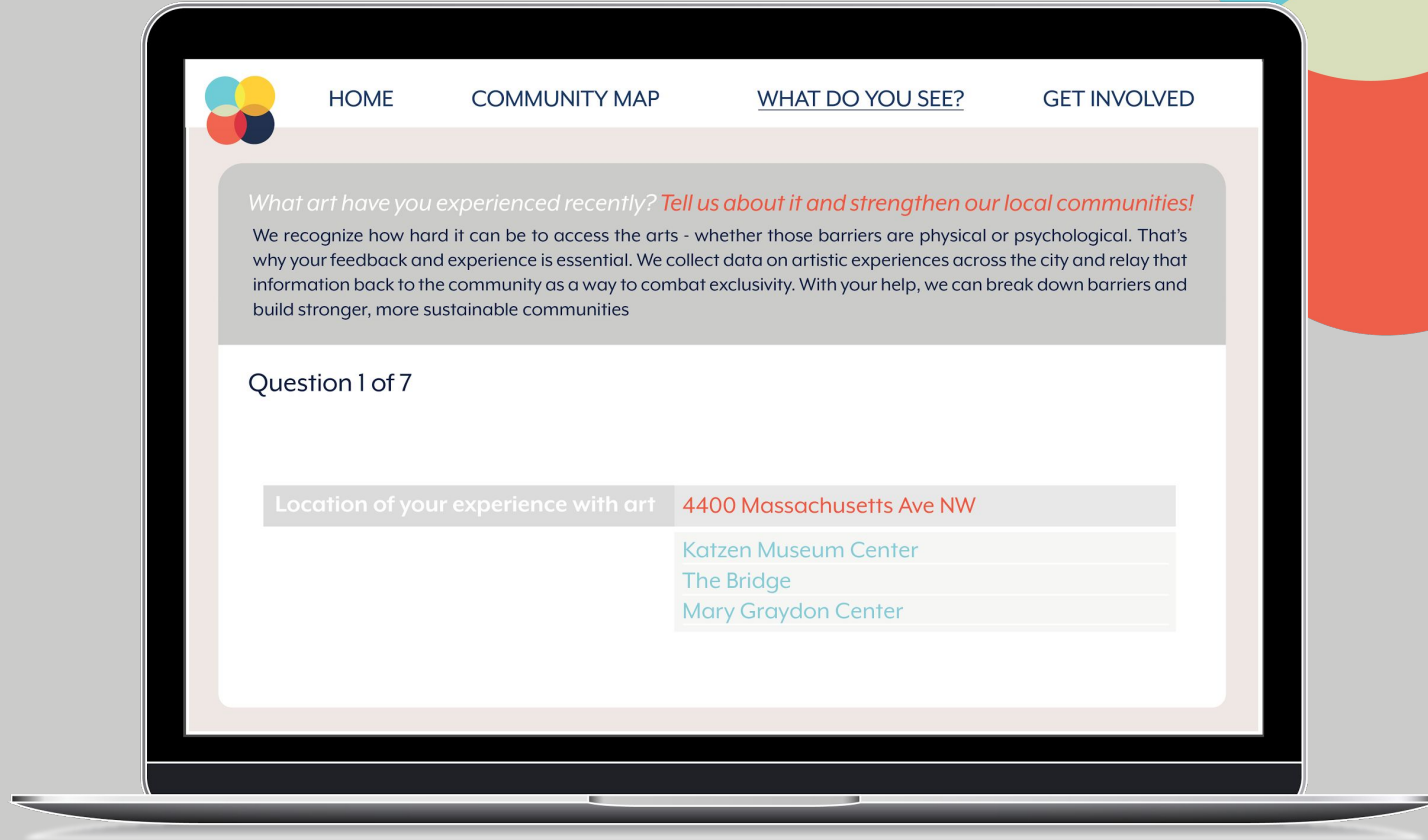 HOME COMMUNITY MAP WHAT DO YOU SEE? GET INVOLVED
What art have you experienced recently? Tell us about it and strengthen our local communities!
We recognize how hard it can be to access the arts - whether those barriers are physical or psychological. That's
why your feedback and experience is essential. We collect data on artistic experiences across the city and relay that
information back to the community as a way to combat exclusivity. With your help, we can break down barriers and
build stronger, more sustainable communities
Question 1 of 7
Location of your experience with art 4400 Massachusetts Ave NW
Katzen Museum Center
The Bridge
Mary Graydon Center